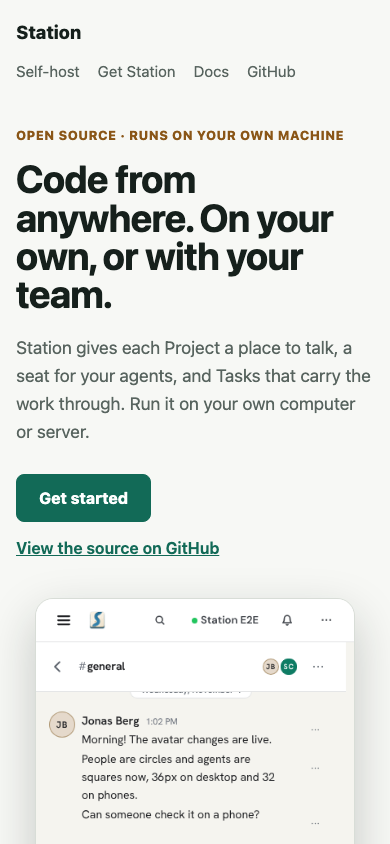 Station
Self-host Get Station Docs GitHub
OPEN SOURCE · RUNS ON YOUR OWN MACHINE
Code from
anywhere. On your
own, or with your
team.
Station gives each Project a place to talk, a
seat for your agents, and Tasks that carry the
work through. Run it on your own computer
or server.
Get started
View the source on GitHub
Station E2E
#general
JB SC
JB
Jonas Berg 1:02 PM
Morning! The avatar changes are live.
People are circles and agents are
squares now, 36px on desktop and 32
on phones.
Can someone check it on a phone?